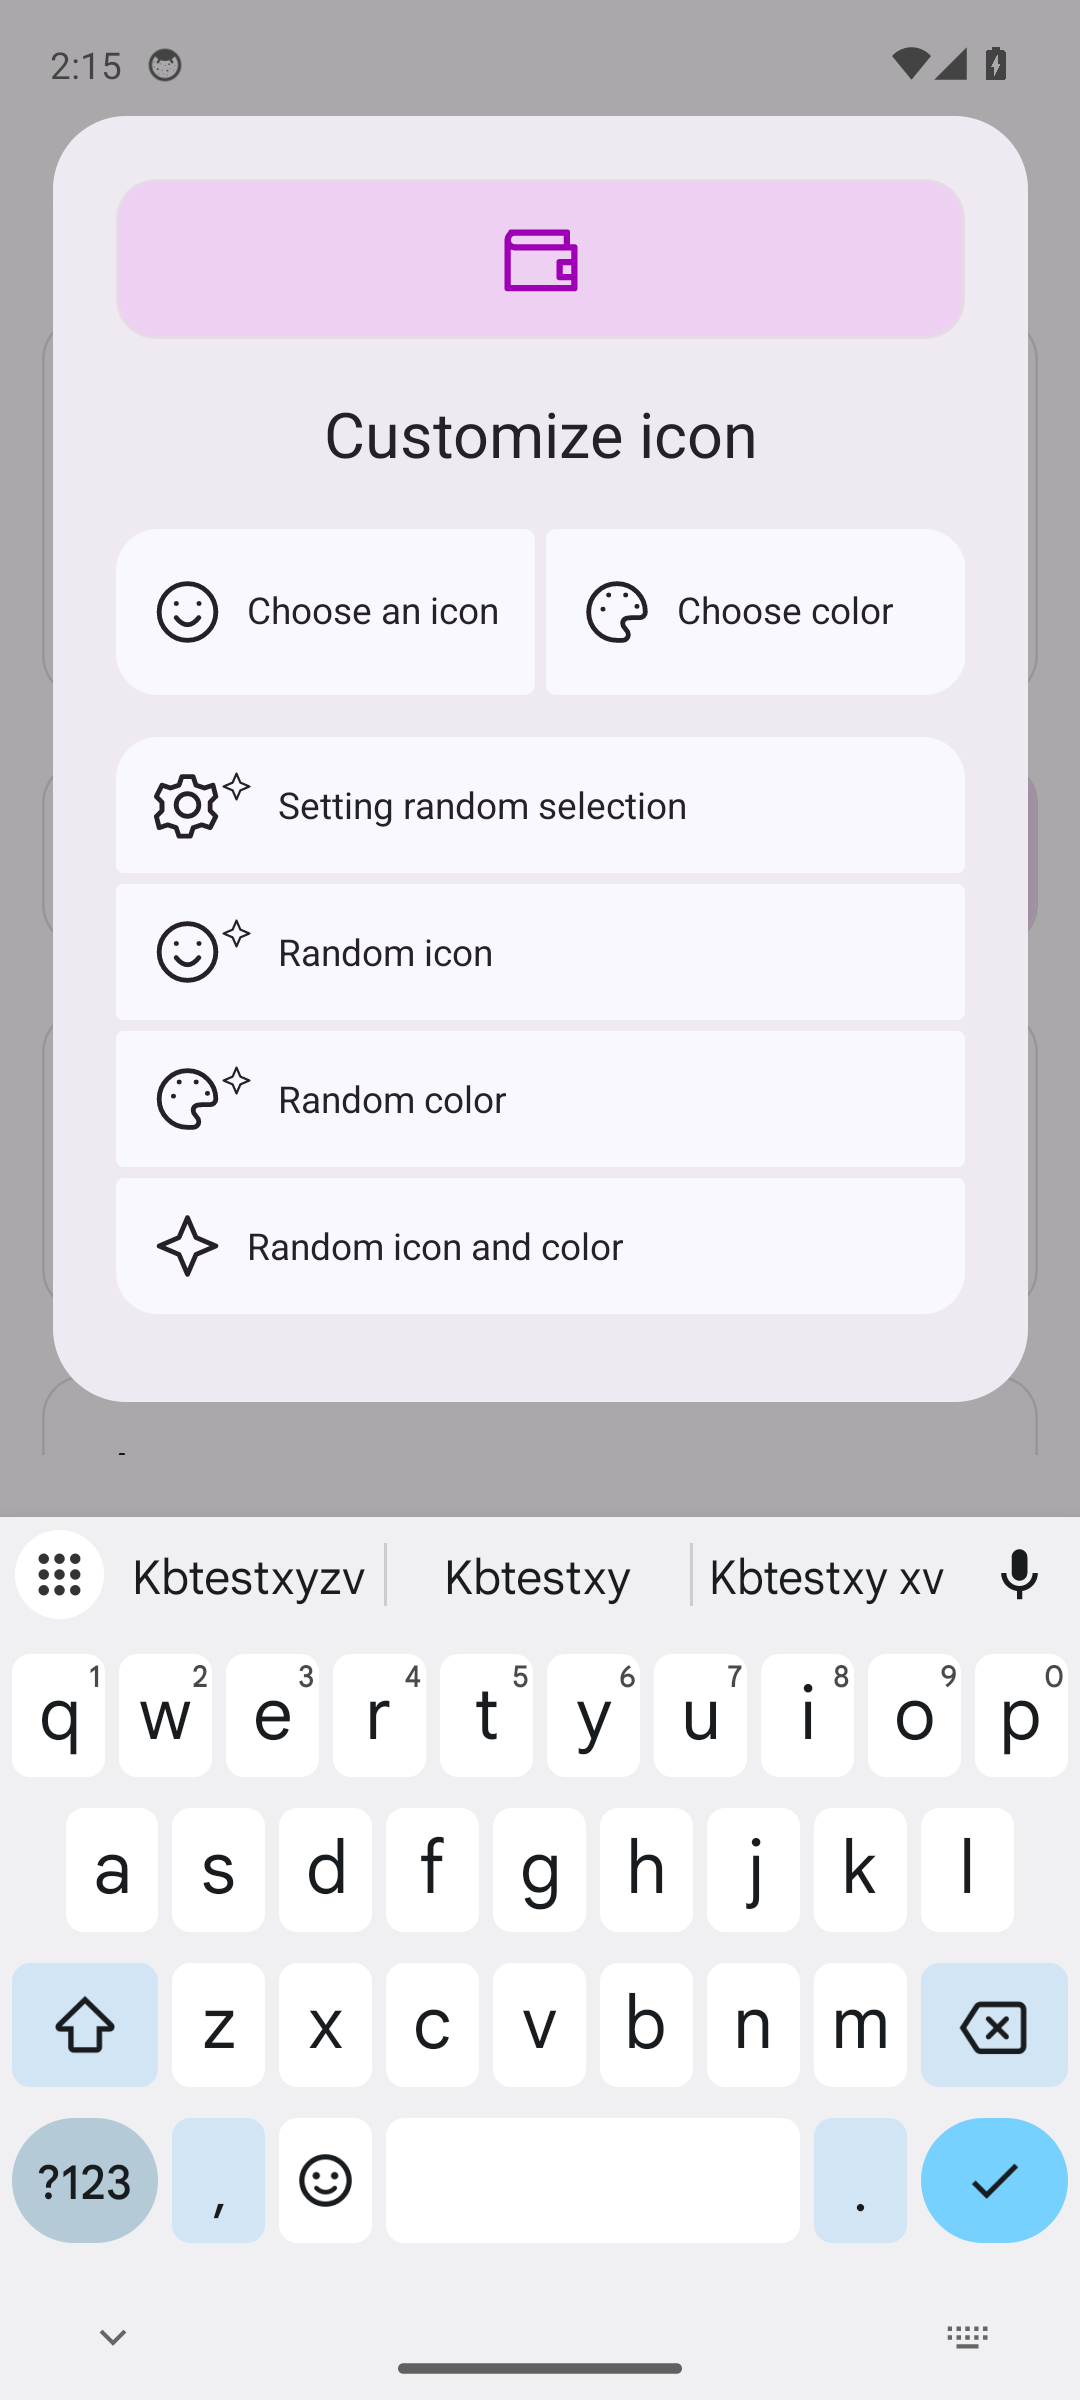 2:15
Customize icon
Choose an icon
Choose color
Setting random selection
Random icon
Random color
Random icon and color
Kbtestxyzv
Kbtestxy
Kbtestxy xv
q 1 w 2 e 3 r 4 t 5 y 6 u 7 i 8 o 9 p 0
a s d f g h j k l
z x c v b n m
?123 , .